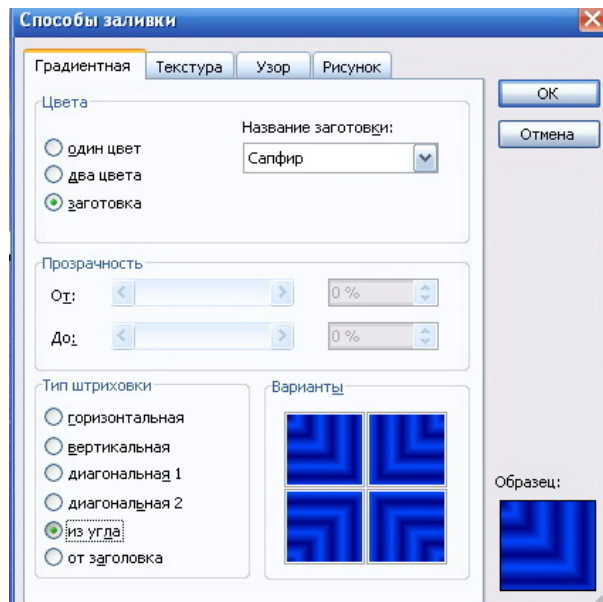 Способы заливки
Градиентная Текстура Узор Рисунок
ОК
Отмена
Цвета
один цвет
два цвета
заготовка
Название заготовки:
Сапфир
Прозрачность
От: 0 %
До: 0 %
Тип штриховки
горизонтальная
вертикальная
диагональная 1
диагональная 2
из угла
от заголовка
Варианты
Образец: